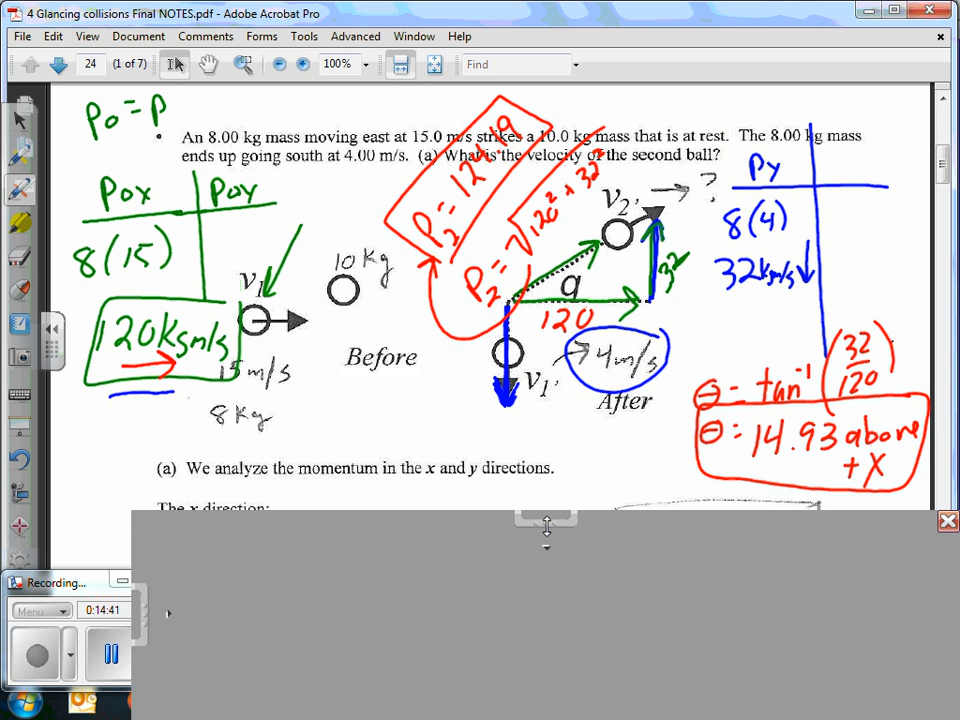 4 Glancing collisions Final NOTES.pdf - Adobe Acrobat Pro
File Edit View Document Comments Forms Tools Advanced Window Help
24 (1 of 7) 100% Find
Po = P
• An 8.00 kg mass moving east at 15.0 m/s strikes a 10.0 kg mass that is at rest. The 8.00 kg mass
ends up going south at 4.00 m/s. (a) What is the velocity of the second ball?
Pox Poy
8(15)
120kgm/s
v1
10 Kg
15 m/s
8 Kg
Before
P2 = 124.19
P2 = √120² + 32²
v2' ?
q
32
120
v1' 4m/s
After
Py
8(4)
32kgm/s
Θ = tan⁻¹(32/120)
Θ = 14.93 above
+ X
(a) We analyze the momentum in the x and y directions.
The x direction:
Recording...
Menu 0:14:41